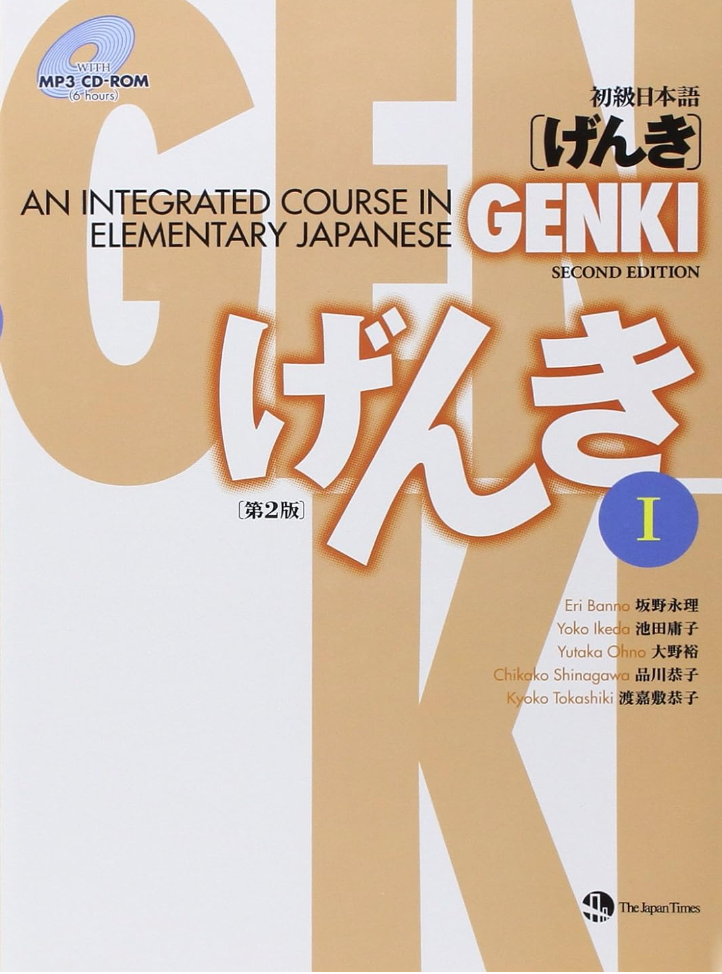 WITH
MP3 CD-ROM
(6 hours)
初級日本語
[げんき]
AN INTEGRATED COURSE IN
ELEMENTARY JAPANESE
GENKI
SECOND EDITION
GEN
げんき
[第2版]
I
KI
Eri Banno 坂野永理
Yoko Ikeda 池田庸子
Yutaka Ohno 大野裕
Chikako Shinagawa 品川恭子
Kyoko Tokashiki 渡嘉敷恭子
The Japan Times